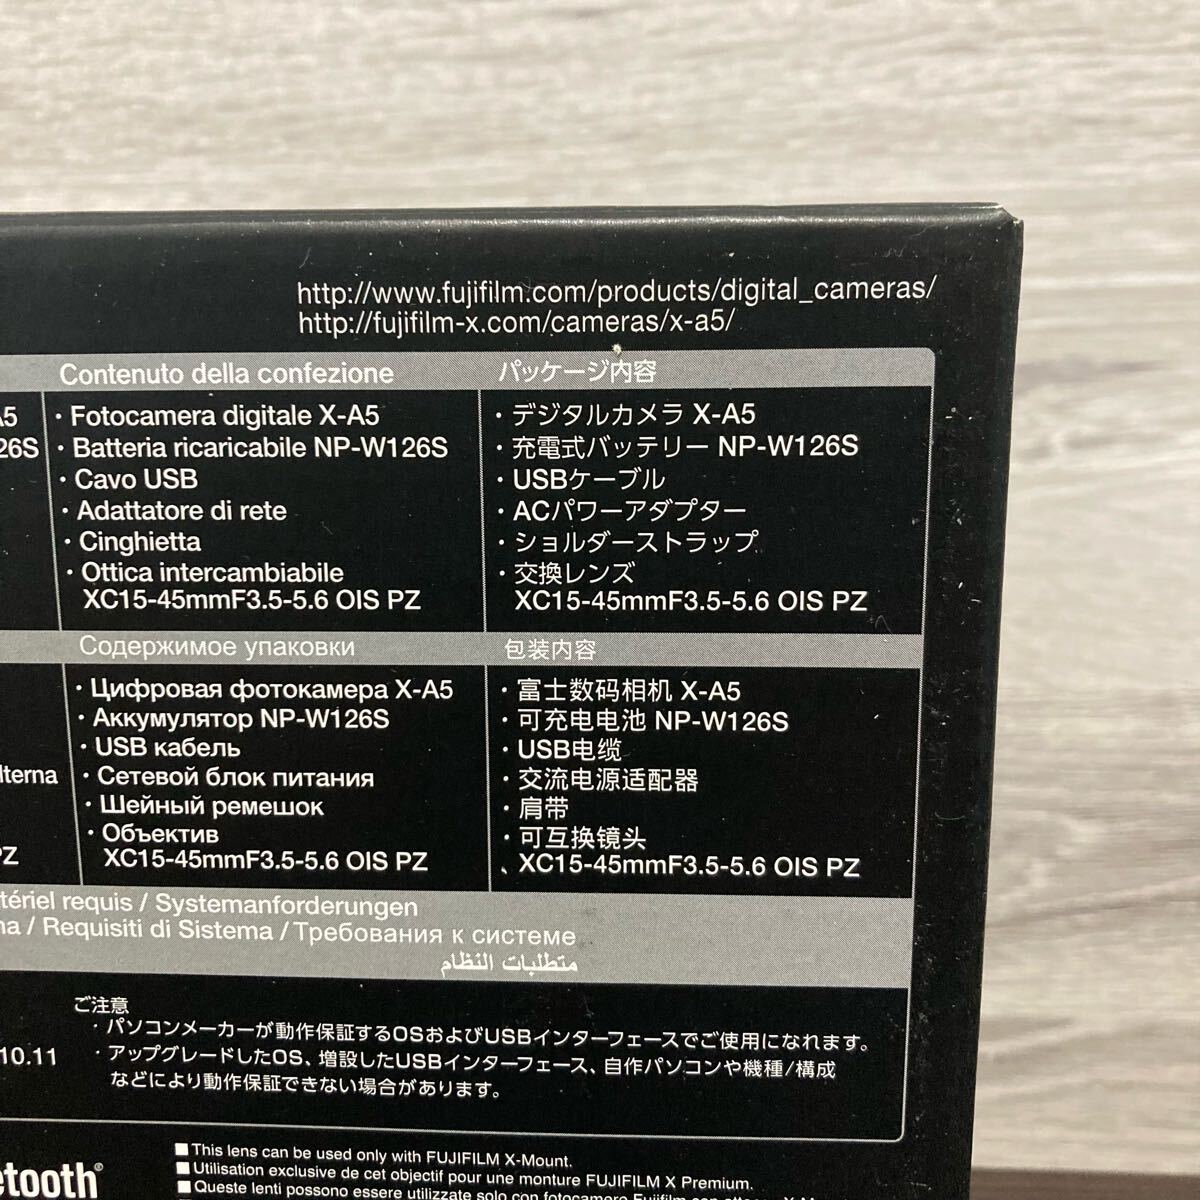 http://www.fujifilm.com/products/digital_cameras/
http://fujifilm-x.com/cameras/x-a5/
Contenuto della confezione
・Fotocamera digitale X-A5
・Batteria ricaricabile NP-W126S
・Cavo USB
・Adattatore di rete
・Cinghietta
・Ottica intercambiabile
XC15-45mmF3.5-5.6 OIS PZ
パッケージ内容
・デジタルカメラ X-A5
・充電式バッテリー NP-W126S
・USBケーブル
・ACパワーアダプター
・ショルダーストラップ
・交換レンズ
XC15-45mmF3.5-5.6 OIS PZ
26S
Содержимое упаковки
・Цифровая фотокамера X-A5
・Аккумулятор NP-W126S
・USB кабель
・Сетевой блок питания
・Шейный ремешок
・Объектив
XC15-45mmF3.5-5.6 OIS PZ
包装内容
・富士数码相机 X-A5
・可充电电池 NP-W126S
・USB电缆
・交流电源适配器
・肩带
・可互换镜头
XC15-45mmF3.5-5.6 OIS PZ
lterna
PZ
tériel requis / Systemanforderungen
na / Requisiti di Sistema / Требования к системе
متطلبات النظام
ご注意
・パソコンメーカーが動作保証するOSおよびUSBインターフェースでご使用になれます。
・アップグレードしたOS、増設したUSBインターフェース、自作パソコンや機種/構成
などにより動作保証できない場合があります。
10.11
etooth®
■This lens can be used only with FUJIFILM X-Mount.
■Utilisation exclusive de cet objectif pour une monture FUJIFILM X Premium.
■Queste lenti possono essere utilizzate solo con fotocamere Fujifilm con